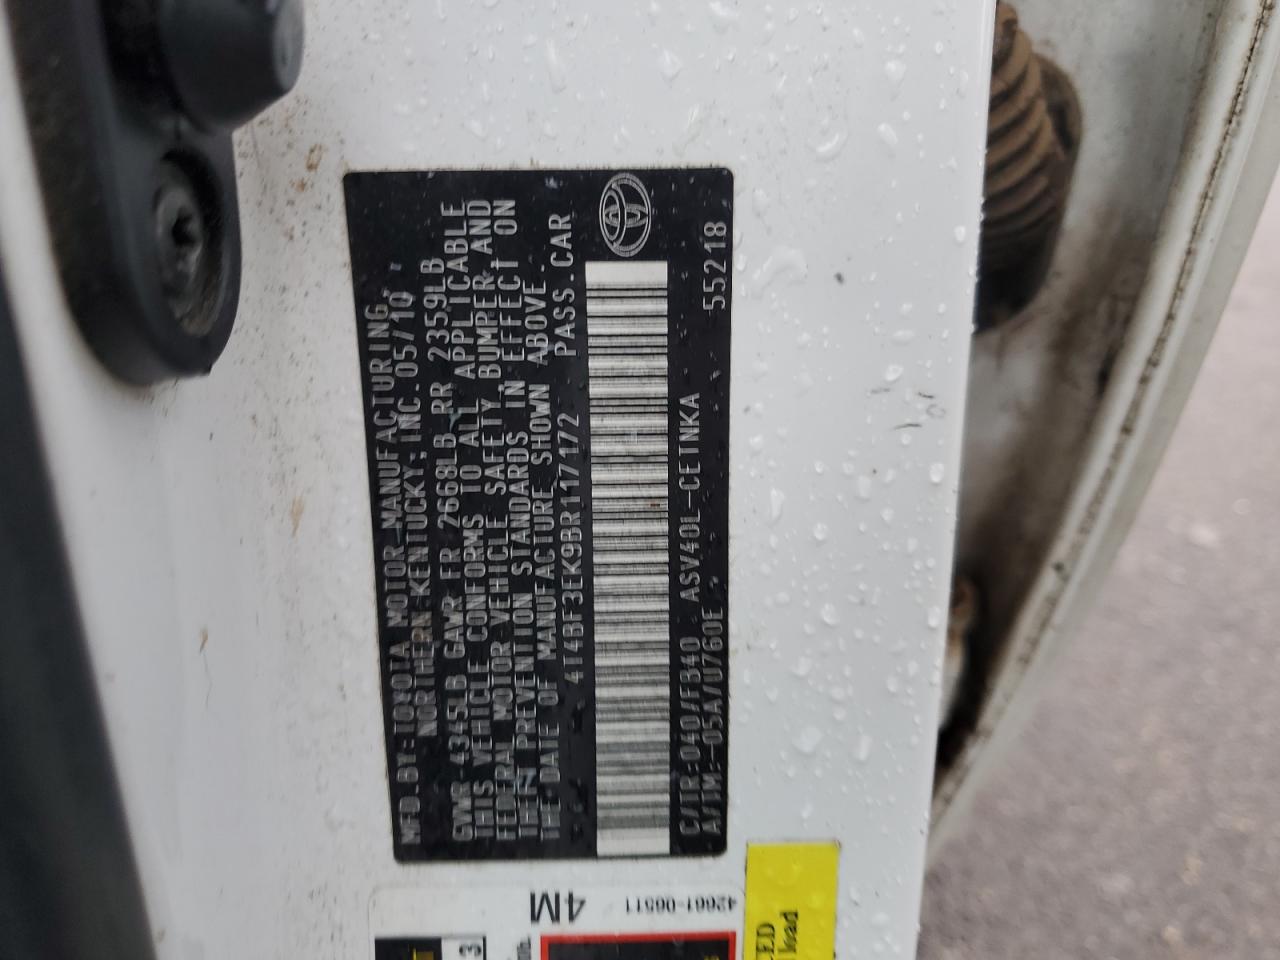 MFD.BY:TOYOTA MOTOR MANUFACTURING,
NORTHERN KENTUCKY,INC.05/10
GVWR 4345LB GAWR FR 2668LB RR 2359LB
THIS VEHICLE CONFORMS TO ALL APPLICABLE
FEDERAL MOTOR VEHICLE SAFETY,BUMPER AND
THEFT PREVENTION STANDARDS IN EFFECT ON
THE DATE OF MANUFACTURE SHOWN ABOVE.
4T4BF3EK9BR117172 PASS.CAR
C/TR:040/FB40 ASV40L-CETNKA 55218
A/TM:-05A/U760E
4M
42661-06511
3
load